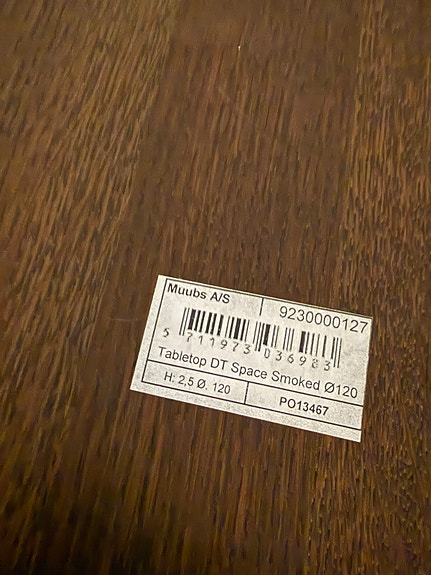 Muubs A/S
9230000127
5 711973 036983
Tabletop DT Space Smoked Ø120
H: 2,5 Ø. 120
PO13467